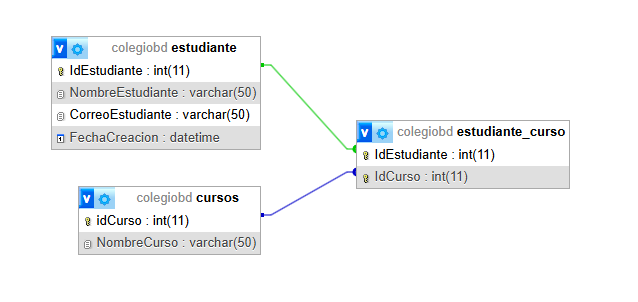 v colegiobd estudiante
IdEstudiante : int(11)
NombreEstudiante : varchar(50)
CorreoEstudiante : varchar(50)
FechaCreacion : datetime
v colegiobd estudiante_curso
IdEstudiante : int(11)
IdCurso : int(11)
v colegiobd cursos
idCurso : int(11)
NombreCurso : varchar(50)